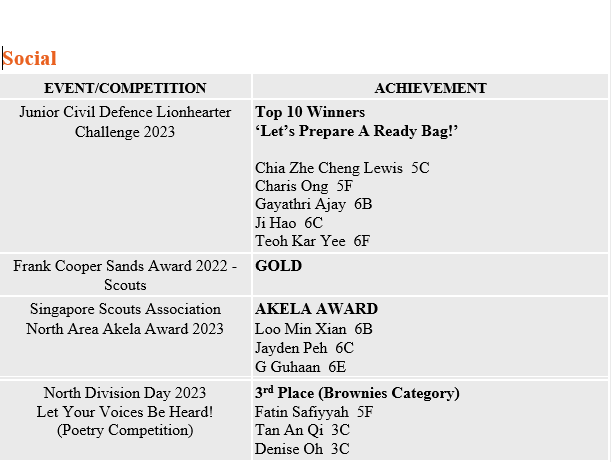 Social
EVENT/COMPETITION
ACHIEVEMENT
Junior Civil Defence Lionhearter
Challenge 2023
Top 10 Winners
‘Let’s Prepare A Ready Bag!’
Chia Zhe Cheng Lewis 5C
Charis Ong 5F
Gayathri Ajay 6B
Ji Hao 6C
Teoh Kar Yee 6F
Frank Cooper Sands Award 2022 -
Scouts
GOLD
Singapore Scouts Association
North Area Akela Award 2023
AKELA AWARD
Loo Min Xian 6B
Jayden Peh 6C
G Guhaan 6E
North Division Day 2023
Let Your Voices Be Heard!
(Poetry Competition)
3rd Place (Brownies Category)
Fatin Safiyyah 5F
Tan An Qi 3C
Denise Oh 3C